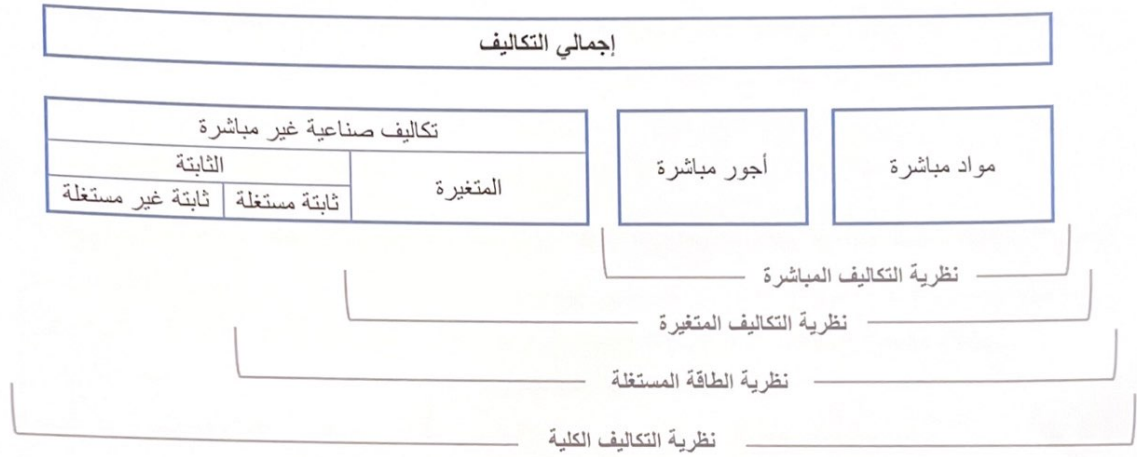 إجمالي التكاليف
مواد مباشرة
أجور مباشرة
تكاليف صناعية غير مباشرة
المتغيرة
الثابتة
ثابتة مستغلة
ثابتة غير مستغلة
نظرية التكاليف المباشرة
نظرية التكاليف المتغيرة
نظرية الطاقة المستغلة
نظرية التكاليف الكلية